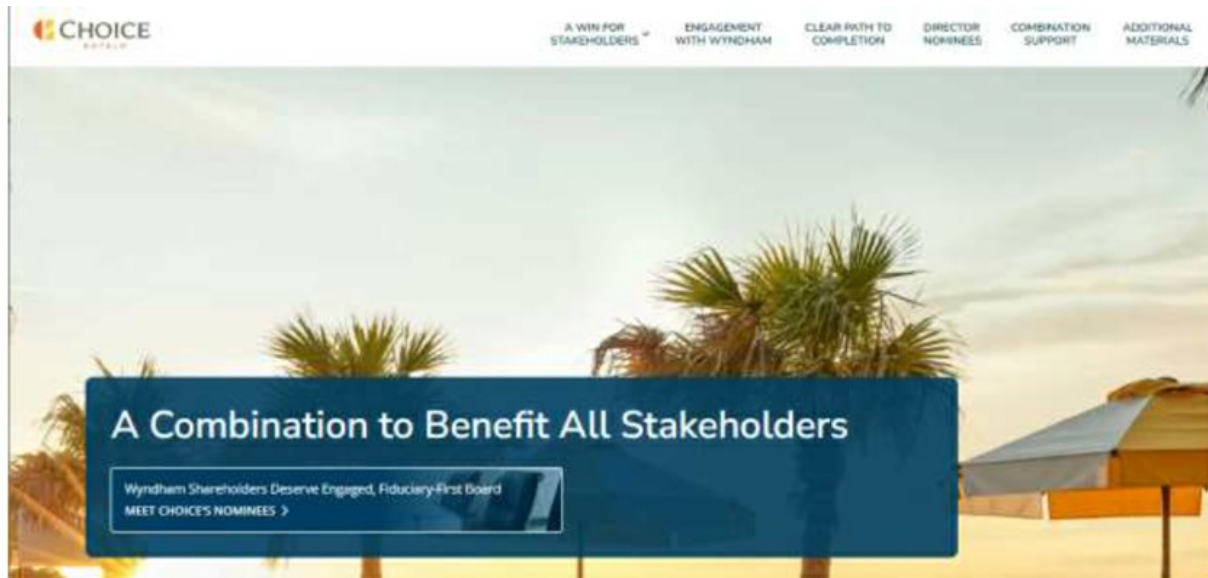 CHOICE
HOTELS
A WIN FOR
STAKEHOLDERS
ENGAGEMENT
WITH WYNDHAM
CLEAR PATH TO
COMPLETION
DIRECTOR
NOMINEES
COMBINATION
SUPPORT
ADDITIONAL
MATERIALS
A Combination to Benefit All Stakeholders
Wyndham Shareholders Deserve Engaged, Fiduciary-First Board
MEET CHOICE'S NOMINEES >